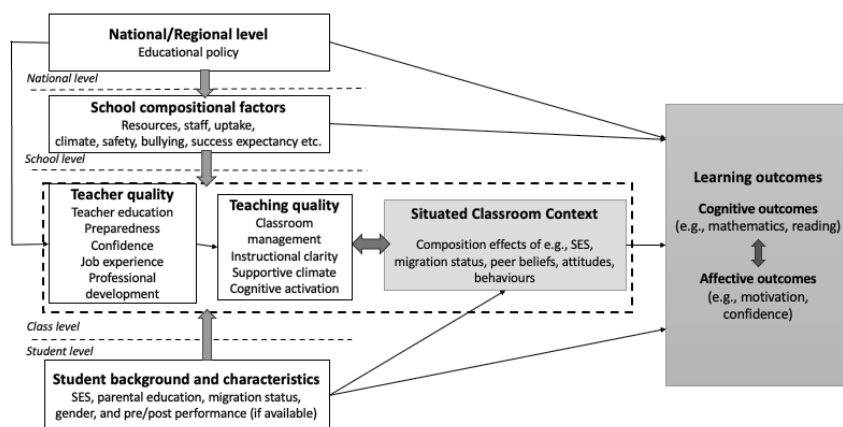 National/Regional level
Educational policy
National level
School compositional factors
Resources, staff, uptake,
climate, safety, bullying, success expectancy etc.
School level
Teacher quality
Teacher education
Preparedness
Confidence
Job experience
Professional
development
Teaching quality
Classroom
management
Instructional clarity
Supportive climate
Cognitive activation
Situated Classroom Context
Composition effects of e.g., SES,
migration status, peer beliefs, attitudes,
behaviours
Learning outcomes
Cognitive outcomes
(e.g., mathematics, reading)
Affective outcomes
(e.g., motivation,
confidence)
Class level
Student level
Student background and characteristics
SES, parental education, migration status,
gender, and pre/post performance (if available)